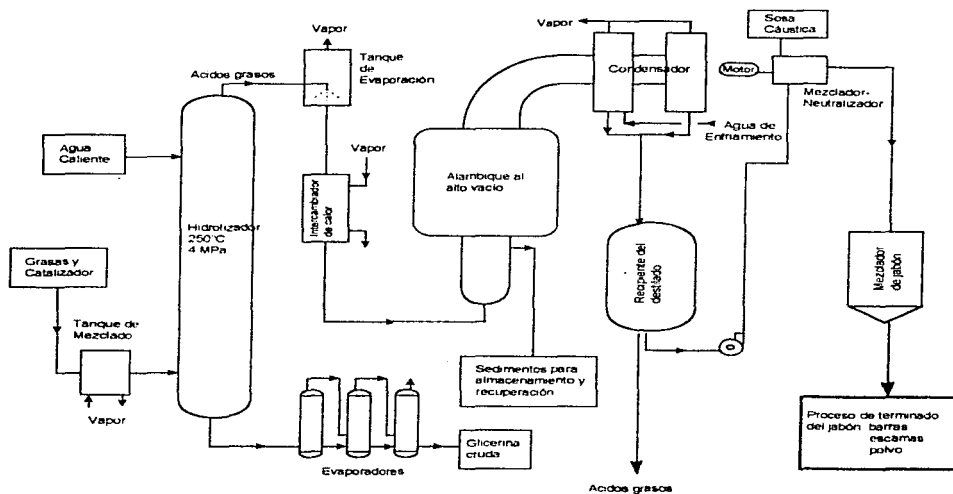 Vapor
Tanque
de
Evaporación
Acidos grasos
Agua
Caliente
Hidrolizador
250°C
4 MPa
Grasas y
Catalizador
Tanque de
Mezclado
Vapor
Vapor
Intercambiador
de calor
Alambique al
alto vacío
Sedimentos para
almacenamiento y
recuperación
Evaporadores
Glicerina
cruda
Vapor
Condensador
Agua de
Enfriamiento
Recipiente del
destilado
Acidos grasos
Sosa
Cáustica
Motor
Mezclador-
Neutralizador
Mezclador
de jabón
Proceso de terminado
del jabón barras
escamas
polvo